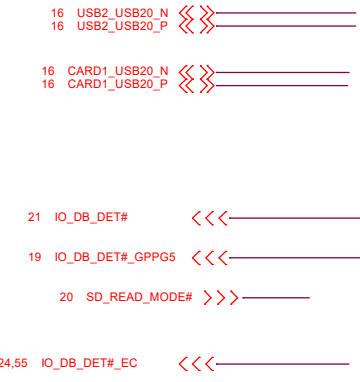 16 USB2_USB20_N
16 USB2_USB20_P
16 CARD1_USB20_N
16 CARD1_USB20_P
21 IO_DB_DET#
19 IO_DB_DET#_GPPG5
20 SD_READ_MODE#
24,55 IO_DB_DET#_EC